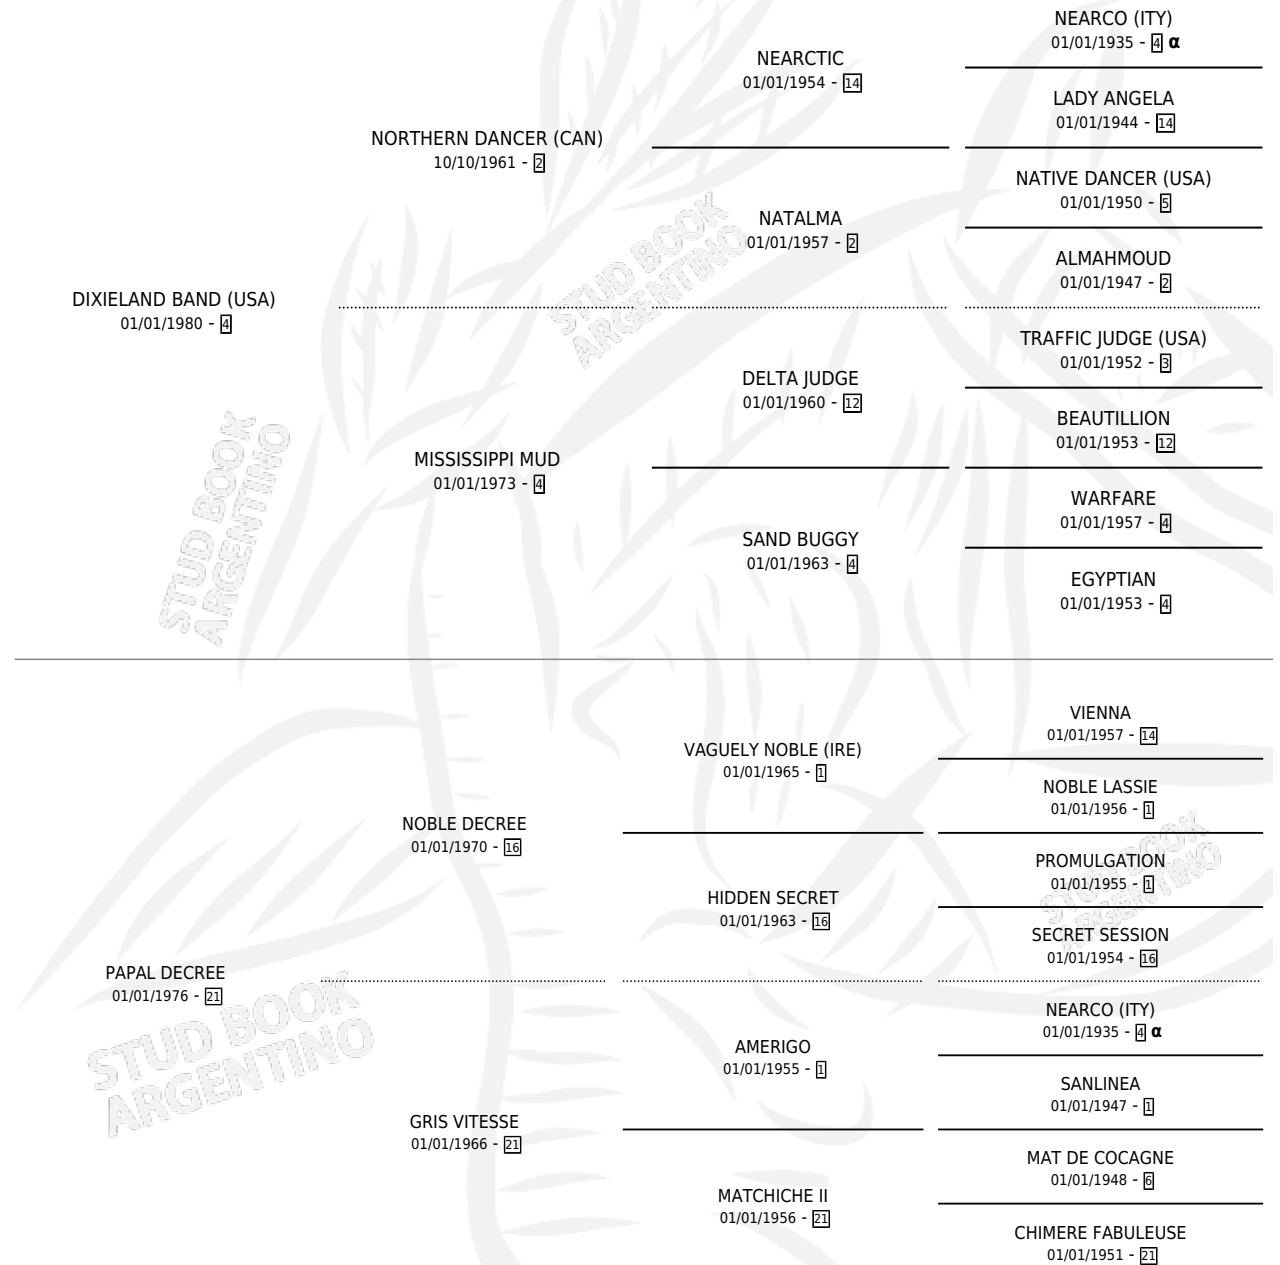 NEARCO (ITY)
01/01/1935 - 4 α
NEARCTIC
01/01/1954 - 14
LADY ANGELA
01/01/1944 - 14
NORTHERN DANCER (CAN)
10/10/1961 - 2
NATIVE DANCER (USA)
01/01/1950 - 5
NATALMA
01/01/1957 - 2
ALMAHMOUD
01/01/1947 - 2
DIXIELAND BAND (USA)
01/01/1980 - 4
TRAFFIC JUDGE (USA)
01/01/1952 - 3
DELTA JUDGE
01/01/1960 - 12
BEAUTILLION
01/01/1953 - 12
MISSISSIPPI MUD
01/01/1973 - 4
WARFARE
01/01/1957 - 4
SAND BUGGY
01/01/1963 - 4
EGYPTIAN
01/01/1953 - 4
VIENNA
01/01/1957 - 14
VAGUELY NOBLE (IRE)
01/01/1965 - 1
NOBLE LASSIE
01/01/1956 - 1
NOBLE DECREE
01/01/1970 - 16
PROMULGATION
01/01/1955 - 1
HIDDEN SECRET
01/01/1963 - 16
SECRET SESSION
01/01/1954 - 16
PAPAL DECREE
01/01/1976 - 21
NEARCO (ITY)
01/01/1935 - 4 α
AMERIGO
01/01/1955 - 1
SANLINEA
01/01/1947 - 1
GRIS VITESSE
01/01/1966 - 21
MAT DE COCAGNE
01/01/1948 - 6
MATCHICHE II
01/01/1956 - 21
CHIMERE FABULEUSE
01/01/1951 - 21
STUD BOOK
ARGENTINO
STUD BOOK
ARGENTINO
STUD BOOK
ARGENTINO
STUD BOOK
ARGENTINO